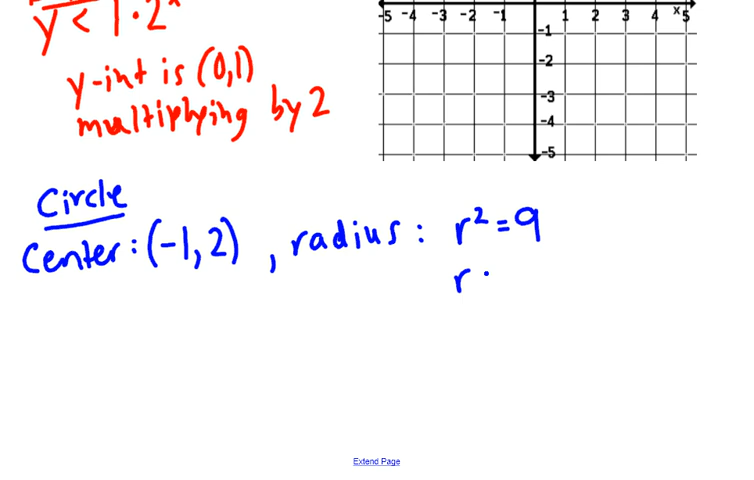 y < 1 · 2ˣ
y-int is (0,1)
multiplying by 2
-5 -4 -3 -2 -1 1 2 3 4 x 5
-1
-2
-3
-4
-5
Circle
Center: (-1, 2), radius: r² = 9
r ·
Extend Page